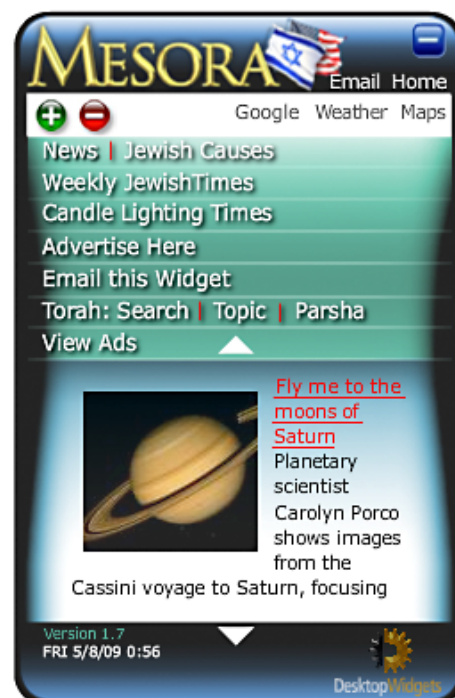 MESORA
Email Home
Google Weather Maps
News | Jewish Causes
Weekly JewishTimes
Candle Lighting Times
Advertise Here
Email this Widget
Torah: Search | Topic | Parsha
View Ads
Fly me to the
moons of
Saturn
Planetary
scientist
Carolyn Porco
shows images
from the
Cassini voyage to Saturn, focusing
Version 1.7
FRI 5/8/09 0:56
DesktopWidgets